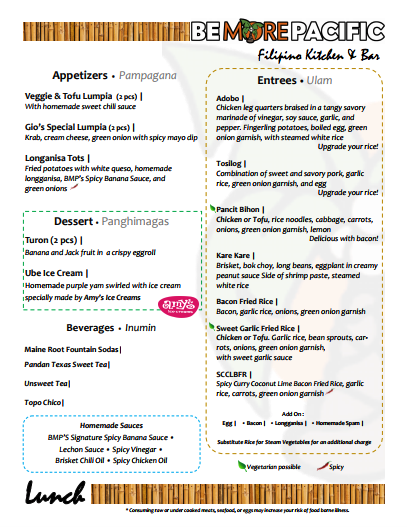 BE MORE PACIFIC
Filipino Kitchen & Bar
Appetizers • Pampagana
Veggie & Tofu Lumpia (2 pcs) |
With homemade sweet chili sauce
Gio's Special Lumpia (2 pcs) |
Krab, cream cheese, green onion with spicy mayo dip
Longanisa Tots |
Fried potatoes with white queso, homemade
longganisa, BMP's Spicy Banana Sauce, and
green onions
Dessert • Panghimagas
Turon (2 pcs) |
Banana and Jack fruit in a crispy eggroll
Ube Ice Cream |
Homemade purple yam swirled with ice cream
specially made by Amy's Ice Creams
Amy's
ICE CREAMS
Beverages • Inumin
Maine Root Fountain Sodas|
Pandan Texas Sweet Tea|
Unsweet Tea|
Topo Chico|
Homemade Sauces
BMP'S Signature Spicy Banana Sauce •
Lechon Sauce • Spicy Vinegar •
Brisket Chili Oil • Spicy Chicken Oil
Entrees • Ulam
Adobo |
Chicken leg quarters braised in a tangy savory
marinade of vinegar, soy sauce, garlic, and
pepper. Fingerling potatoes, boiled egg, green
onion garnish, with steamed white rice
Upgrade your rice!
Tosilog |
Combination of sweet and savory pork, garlic
rice, green onion garnish, and egg
Upgrade your rice!
Pancit Bihon |
Chicken or Tofu, rice noodles, cabbage, carrots,
onions, green onion garnish, lemon
Delicious with bacon!
Kare Kare |
Brisket, bok choy, long beans, eggplant in creamy
peanut sauce Side of shrimp paste, steamed
white rice
Bacon Fried Rice |
Bacon, garlic rice, onions, green onion garnish
Sweet Garlic Fried Rice |
Chicken or Tofu. Garlic rice, bean sprouts, car-
rots, onions, green onion garnish,
with sweet garlic sauce
SCCLBFR |
Spicy Curry Coconut Lime Bacon Fried Rice, garlic
rice, carrots, green onion garnish
Add On :
Egg | • Bacon | • Longganisa | • Homemade Spam |
Substitute Rice for Steam Vegetables for an additional charge
Vegetarian possible
Spicy
Lunch
* Consuming raw or under cooked meats, seafood, or eggs may increase your risk of food borne illness.